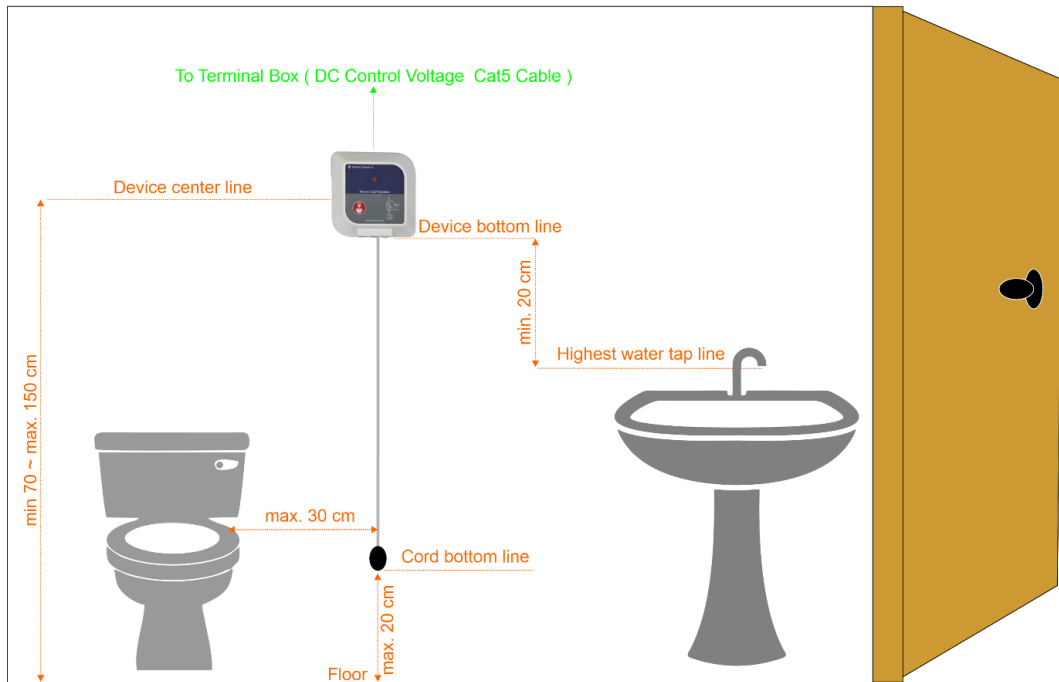 To Terminal Box ( DC Control Voltage  Cat5 Cable )
Device center line
Nurse Call System
Device bottom line
min. 20 cm
Highest water tap line
min 70 ~ max. 150 cm
max. 30 cm
Cord bottom line
max. 20 cm
Floor